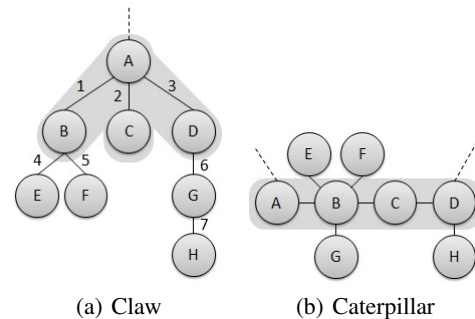 A
1 2 3
B C D
4 5 6
E F G
7
H
(a) Claw
E F
A B C D
G H
(b) Caterpillar